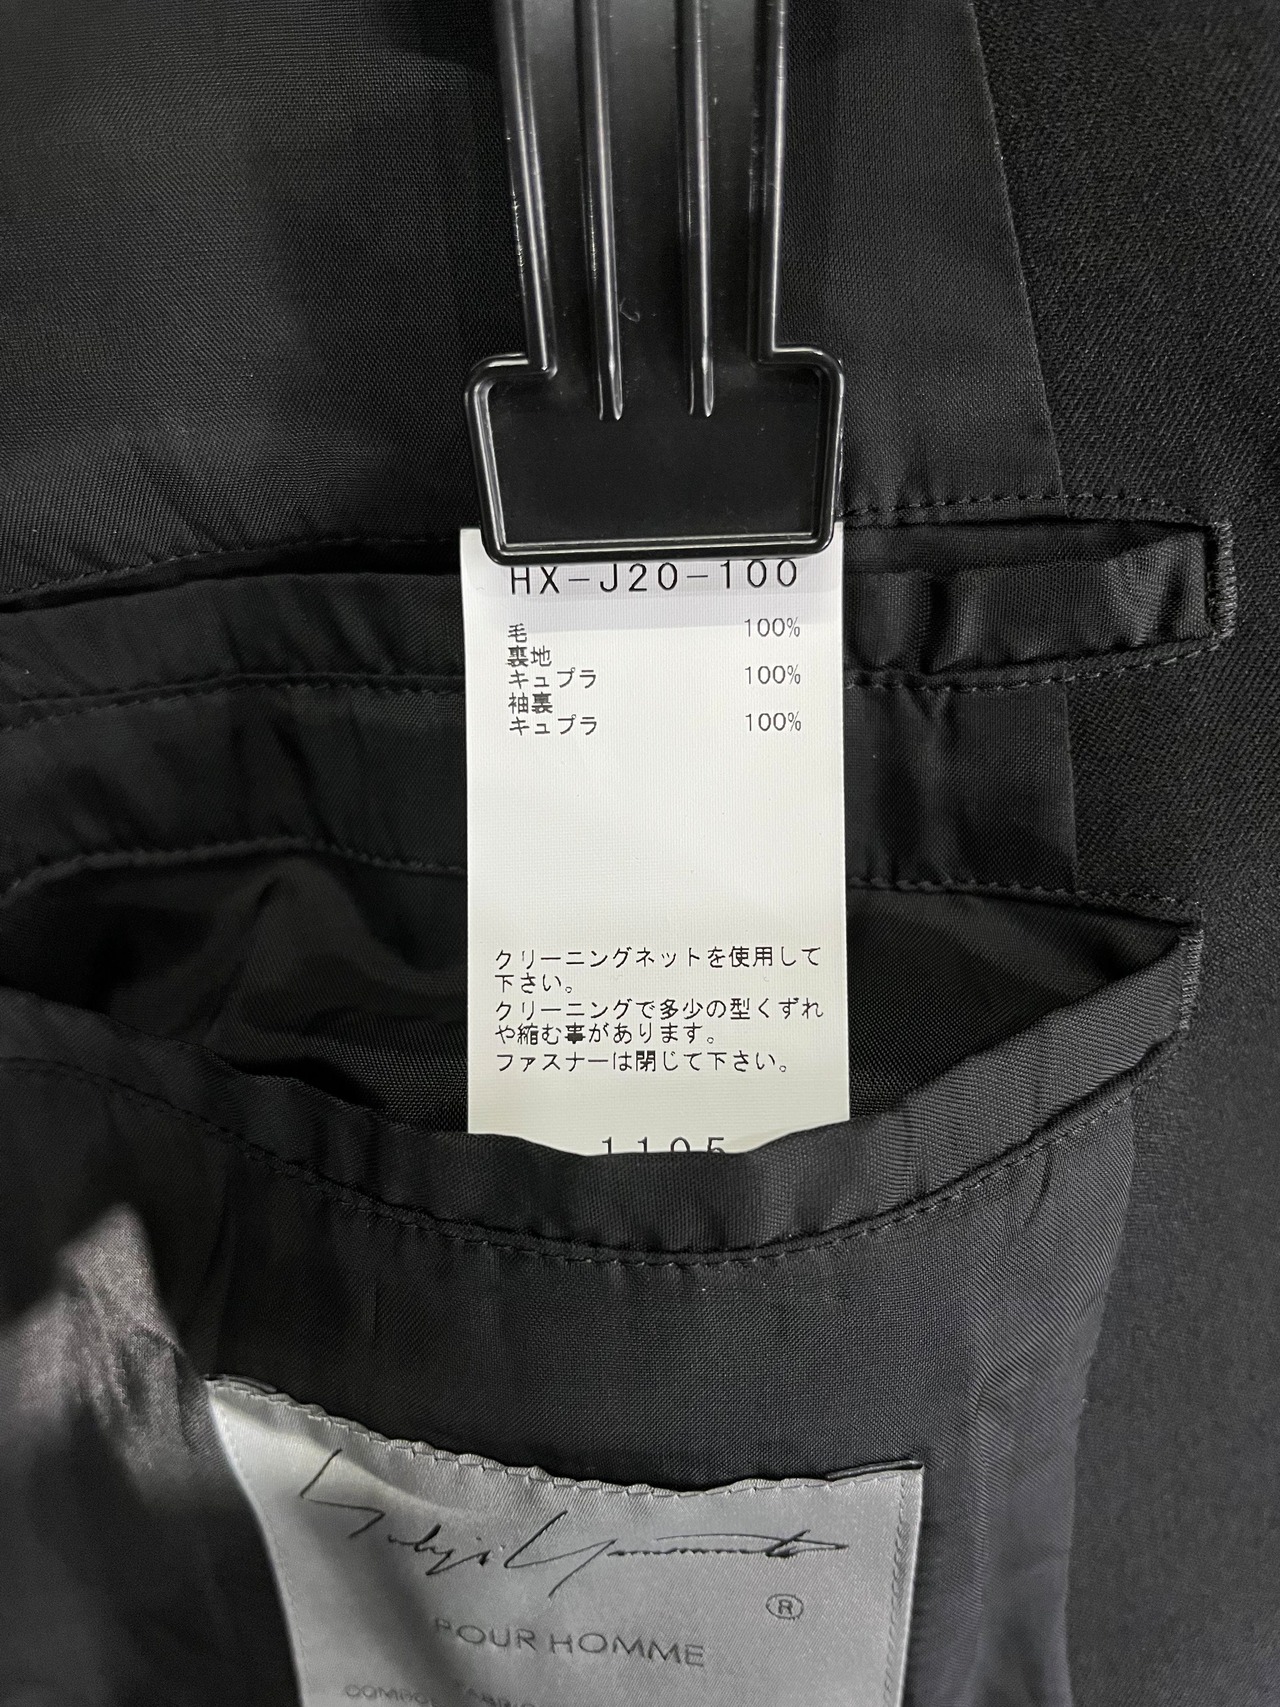 HX-J20-100
毛 100%
裏地
キュプラ 100%
袖裏
キュプラ 100%
クリーニングネットを使用して
下さい。
クリーニングで多少の型くずれ
や縮む事があります。
ファスナーは閉じて下さい。
1105
Yohji Yamamoto
®
POUR HOMME